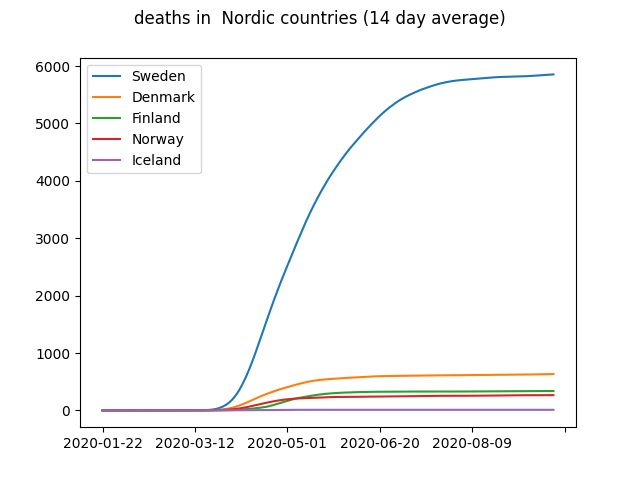 deaths in  Nordic countries (14 day average)
6000
5000
4000
3000
2000
1000
0
Sweden
Denmark
Finland
Norway
Iceland
2020-01-22 2020-03-12 2020-05-01 2020-06-20 2020-08-09